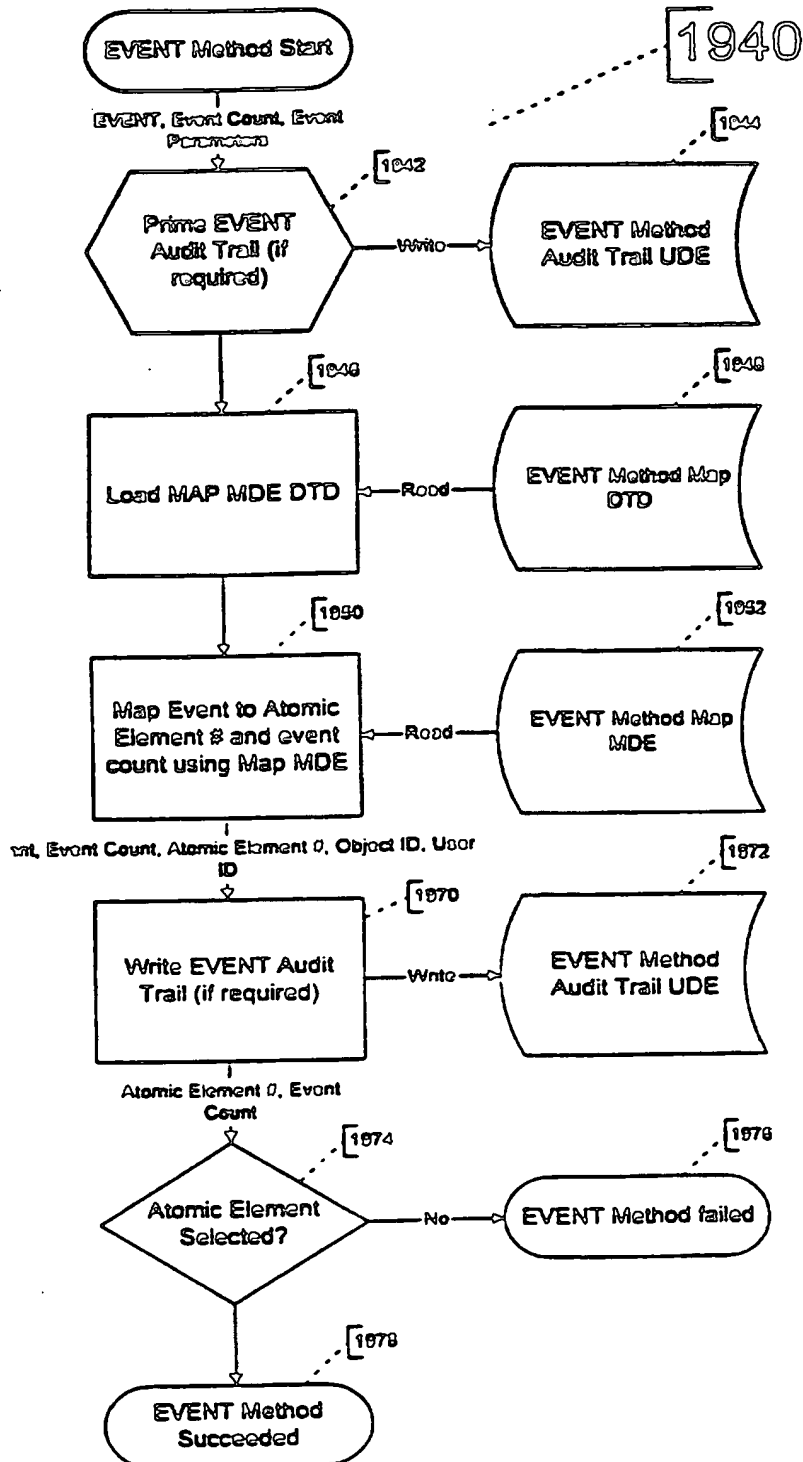 EVENT Method Start
1940
EVENT, Event Count, Event
Parameters
1942
1944
Prime EVENT
Audit Trail (if
required)
Write
EVENT Method
Audit Trail UDE
1946
1948
Load MAP MDE DTD
Read
EVENT Method Map
DTD
1950
1952
Map Event to Atomic
Element # and event
count using Map MDE
Read
EVENT Method Map
MDE
Event Count, Atomic Element #, Object ID, User
ID
1970
1972
Write EVENT Audit
Trail (if required)
Write
EVENT Method
Audit Trail UDE
Atomic Element #, Event
Count
1974
1976
Atomic Element
Selected?
No
EVENT Method failed
1978
EVENT Method
Succeeded